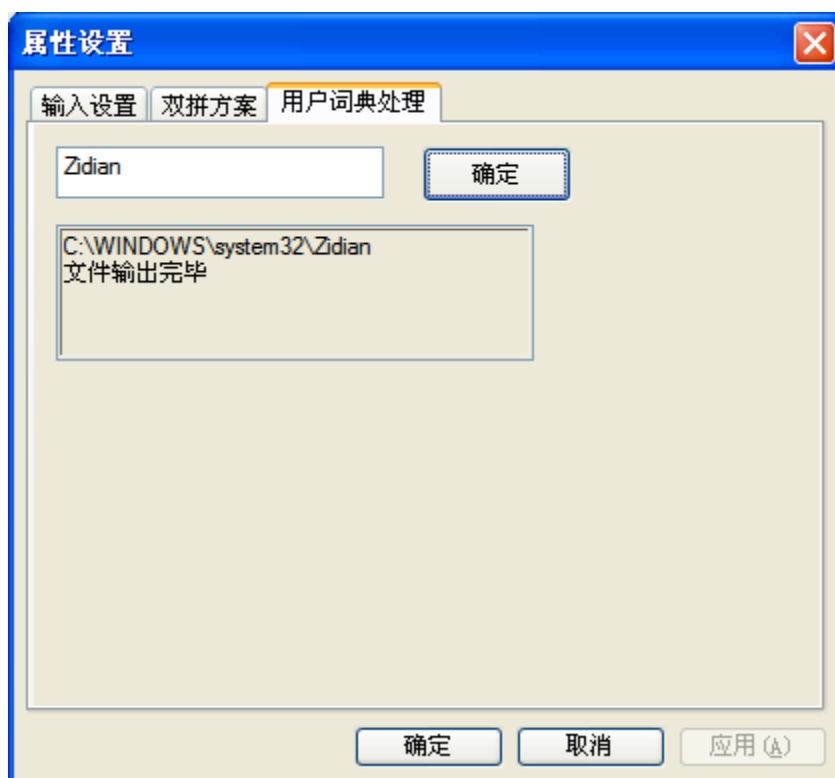 属性设置
输入设置 双拼方案 用户词典处理
Zidian 确定
C:\WINDOWS\system32\Zidian
文件输出完毕
确定 取消 应用(A)